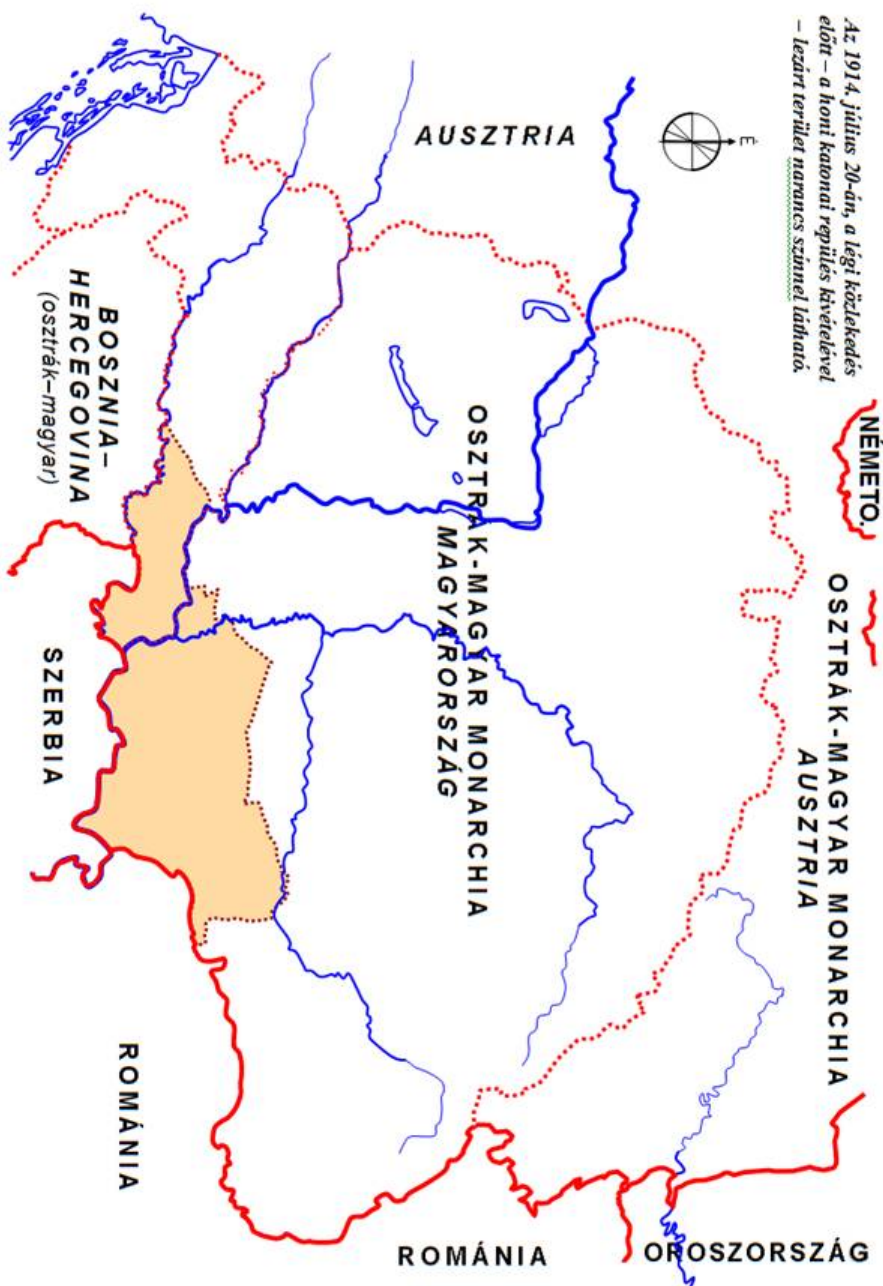 Az 1914. július 20-án, a légi közlekedés
előtt – a honi katonai repülés kivételével
– lezárt terület narancs színnel látható.
NÉMETO.
OSZTRÁK-MAGYAR MONARCHIA
AUSZTRIA
É
AUSZTRIA
OSZTRÁK-MAGYAR MONARCHIA
MAGYARORSZÁG
OROSZORSZÁG
ROMÁNIA
BOSZNIA–
HERCEGOVINA
(osztrák–magyar)
SZERBIA
ROMÁNIA